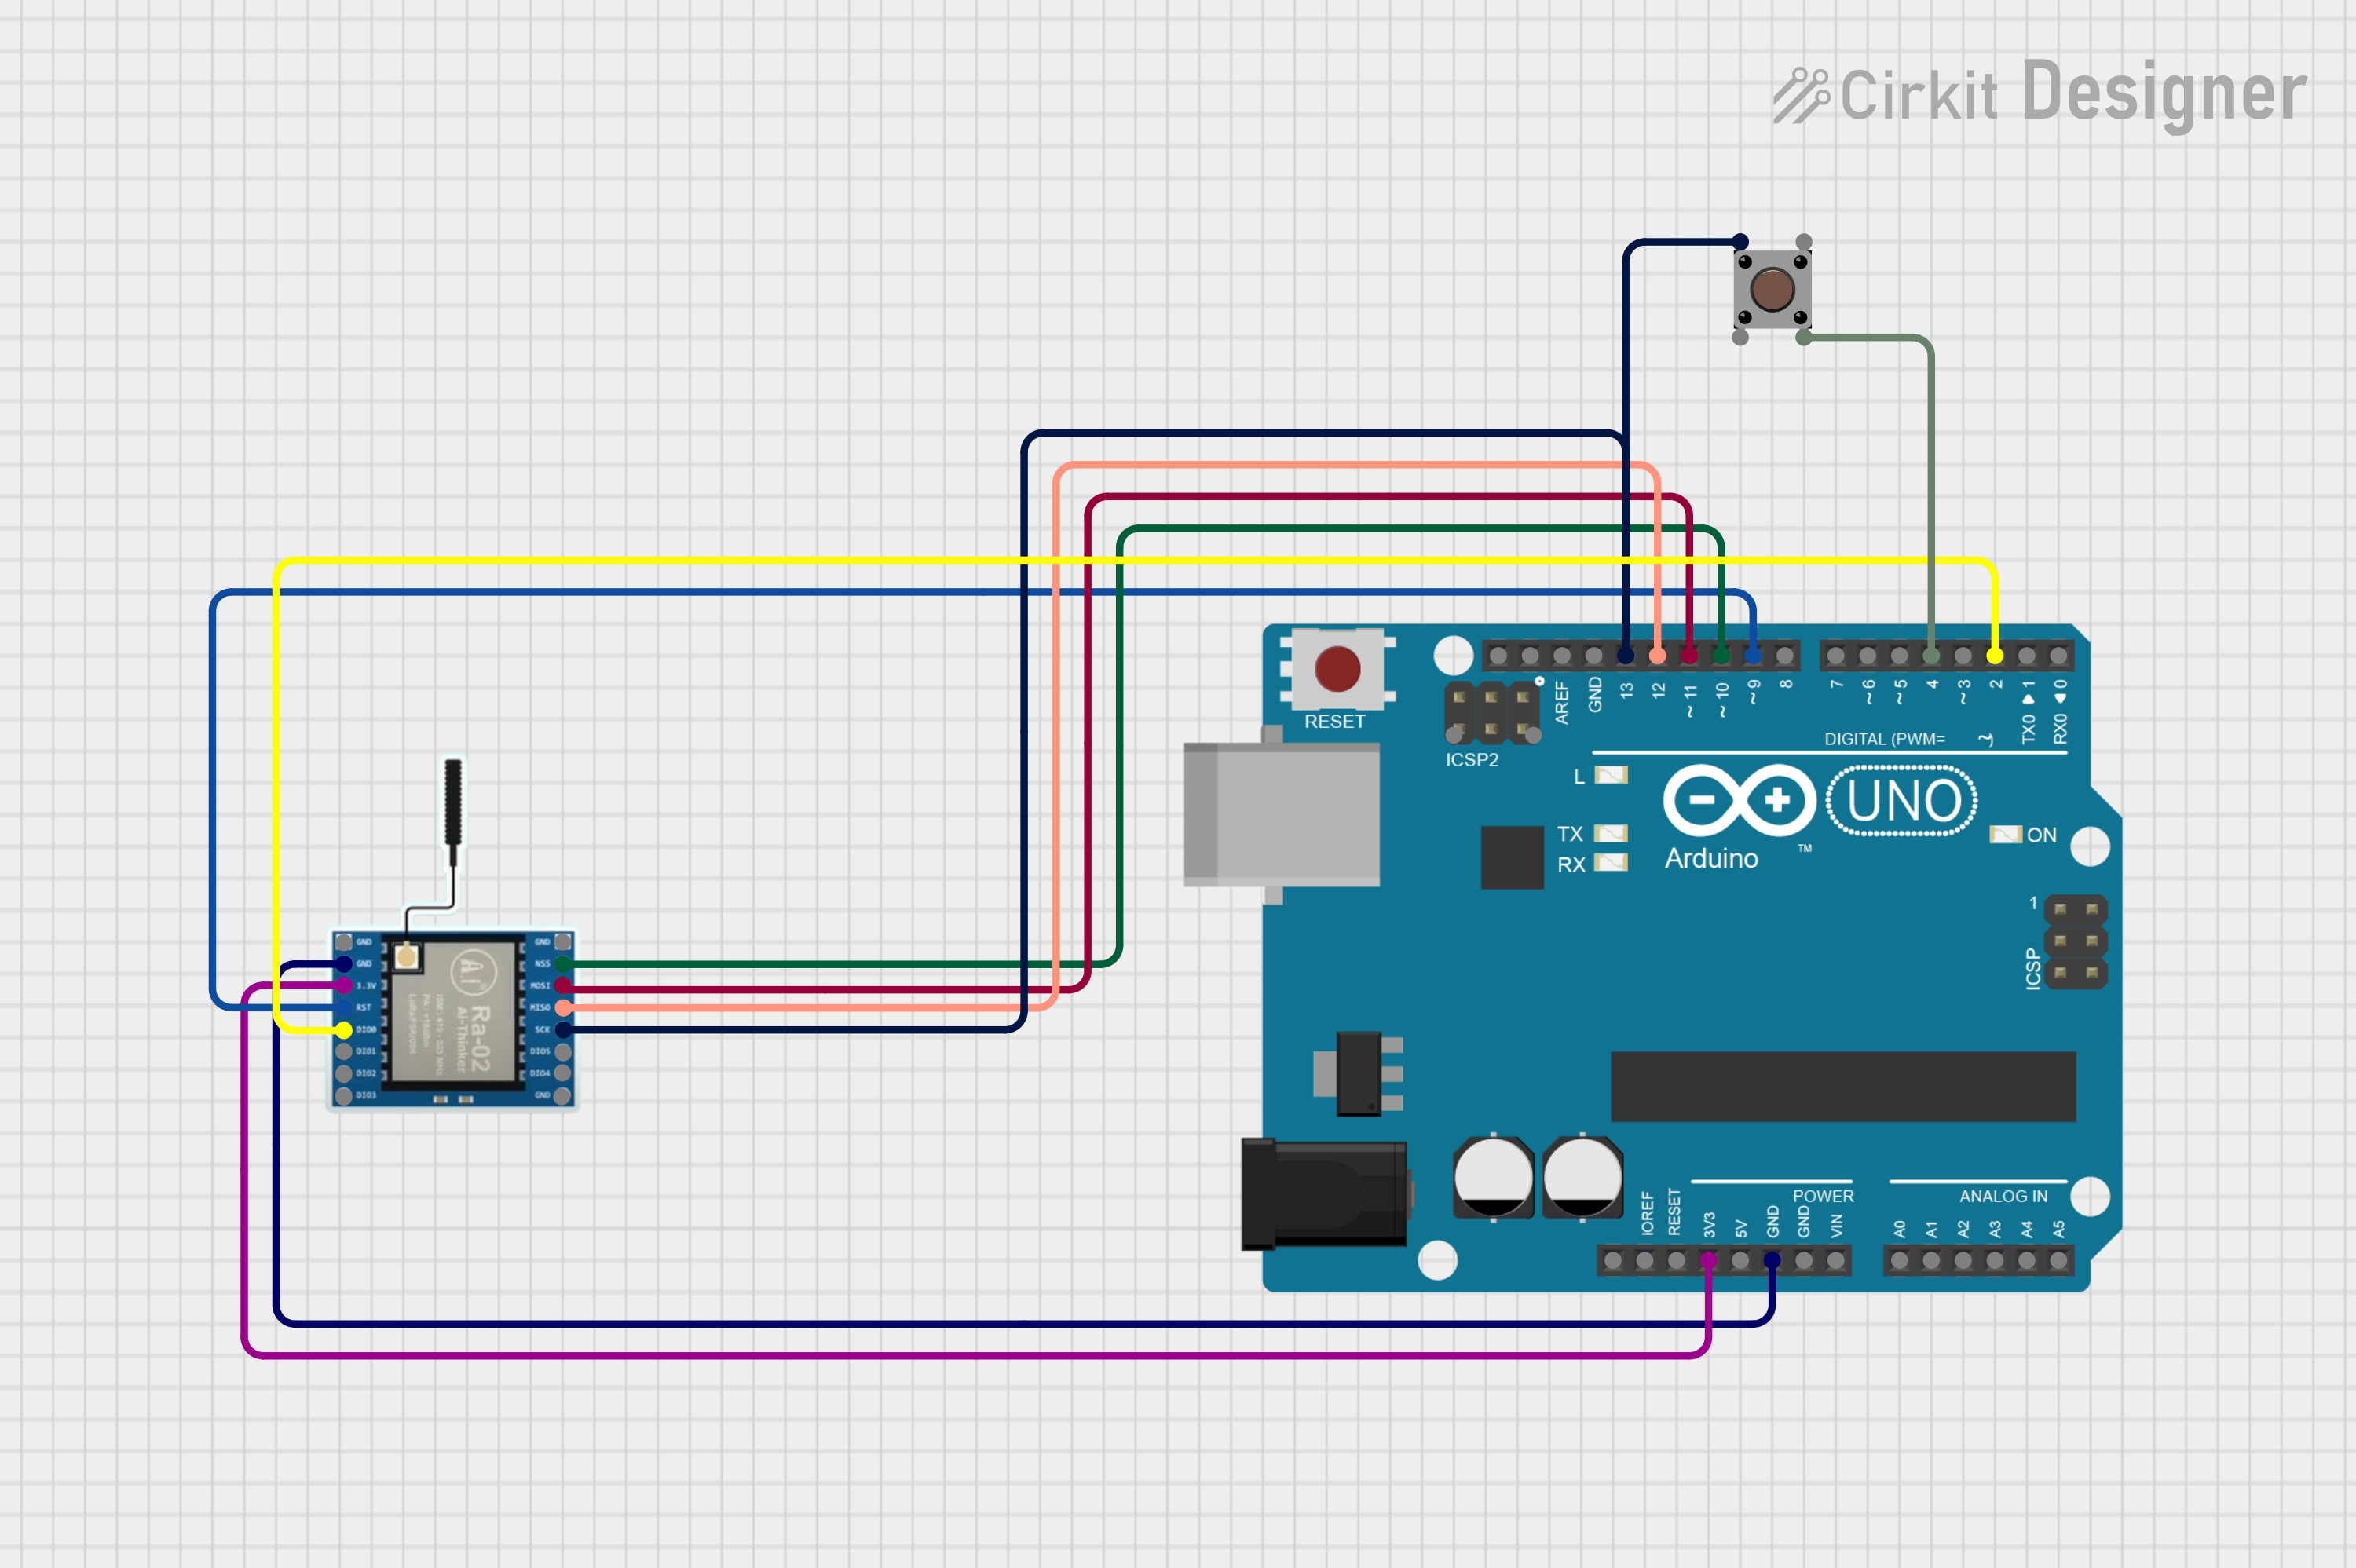 Cirkit Designer
RESET
ICSP2
AREF
GND
13
12
~ 11
~ 10
~ 9
8
7
~ 6
~ 5
4
~ 3
2
TX0 ▶ 1
RX0 ◀ 0
DIGITAL (PWM= ~)
L
TX
RX
Arduino
™
UNO
ON
1
ICSP
GND
GND
3.3V
RST
DIO0
DIO1
DIO2
DIO3
GND
NSS
MOSI
MISO
SCK
DIO5
DIO4
GND
Ra-02
Ai-Thinker
IOREF
RESET
3V3
5V
GND
GND
VIN
POWER
ANALOG IN
A0
A1
A2
A3
A4
A5